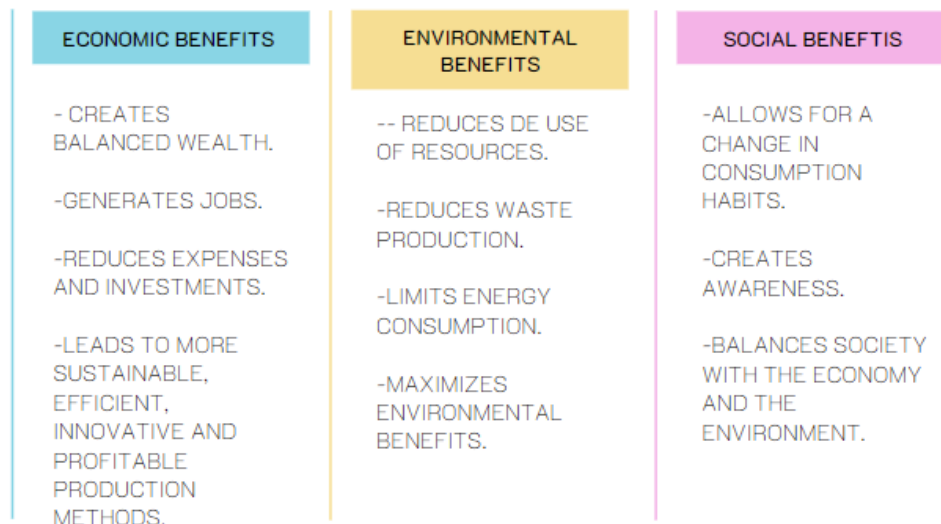 ECONOMIC BENEFITS
- CREATES
BALANCED WEALTH.
-GENERATES JOBS.
-REDUCES EXPENSES
AND INVESTMENTS.
-LEADS TO MORE
SUSTAINABLE,
EFFICIENT,
INNOVATIVE AND
PROFITABLE
PRODUCTION
METHODS.
ENVIRONMENTAL
BENEFITS
-- REDUCES DE USE
OF RESOURCES.
-REDUCES WASTE
PRODUCTION.
-LIMITS ENERGY
CONSUMPTION.
-MAXIMIZES
ENVIRONMENTAL
BENEFITS.
SOCIAL BENEFTIS
-ALLOWS FOR A
CHANGE IN
CONSUMPTION
HABITS.
-CREATES
AWARENESS.
-BALANCES SOCIETY
WITH THE ECONOMY
AND THE
ENVIRONMENT.